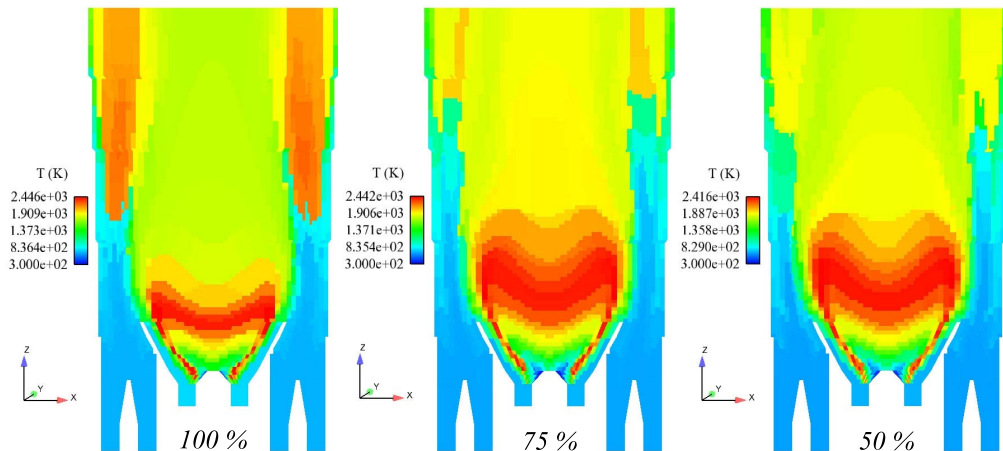 T (K)
2.446e+03
1.909e+03
1.373e+03
8.364e+02
3.000e+02
Z
Y
X
100 %
T (K)
2.442e+03
1.906e+03
1.371e+03
8.354e+02
3.000e+02
Z
Y
X
75 %
T (K)
2.416e+03
1.887e+03
1.358e+03
8.290e+02
3.000e+02
Z
Y
X
50 %